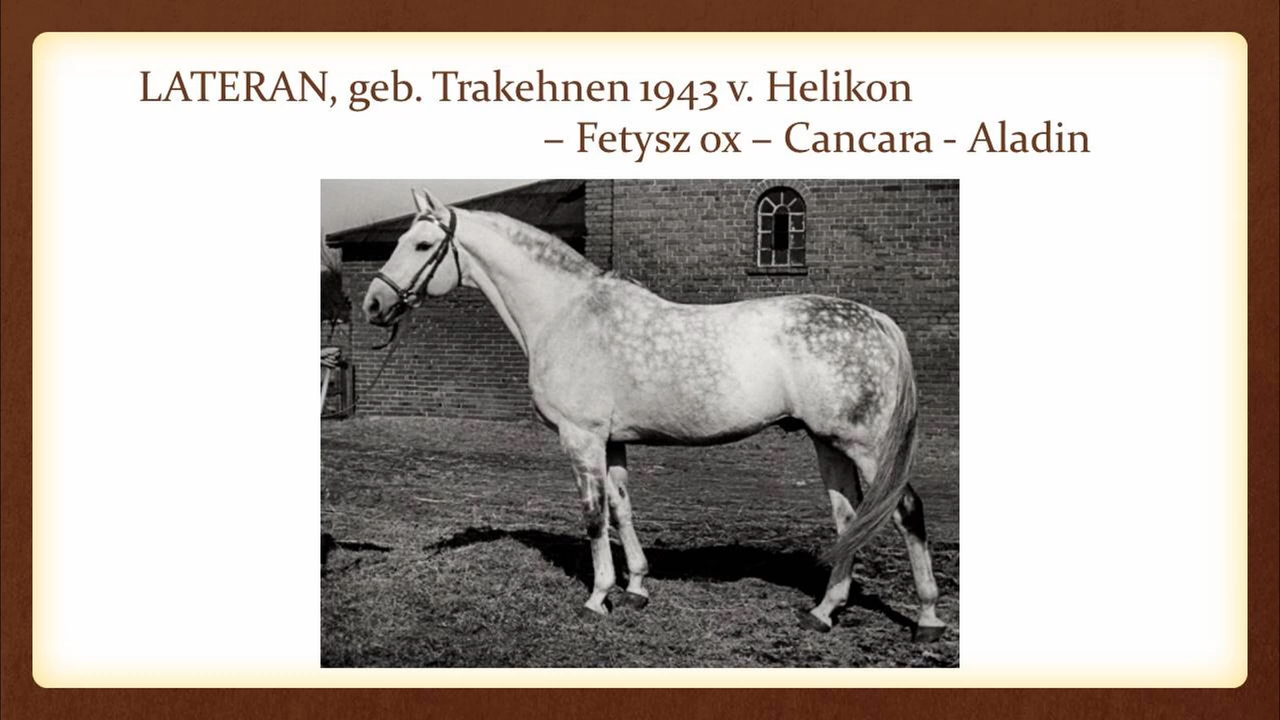 LATERAN, geb. Trakehnen 1943 v. Helikon
– Fetysz ox – Cancara - Aladin